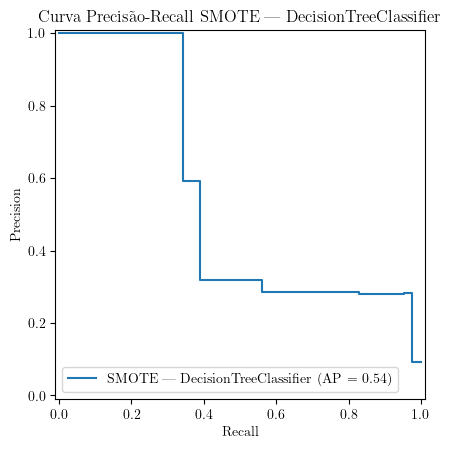 Curva Precisão-Recall SMOTE — DecisionTreeClassifier
1.0
0.8
0.6
0.4
0.2
0.0
Precision
SMOTE — DecisionTreeClassifier (AP = 0.54)
0.0 0.2 0.4 0.6 0.8 1.0
Recall